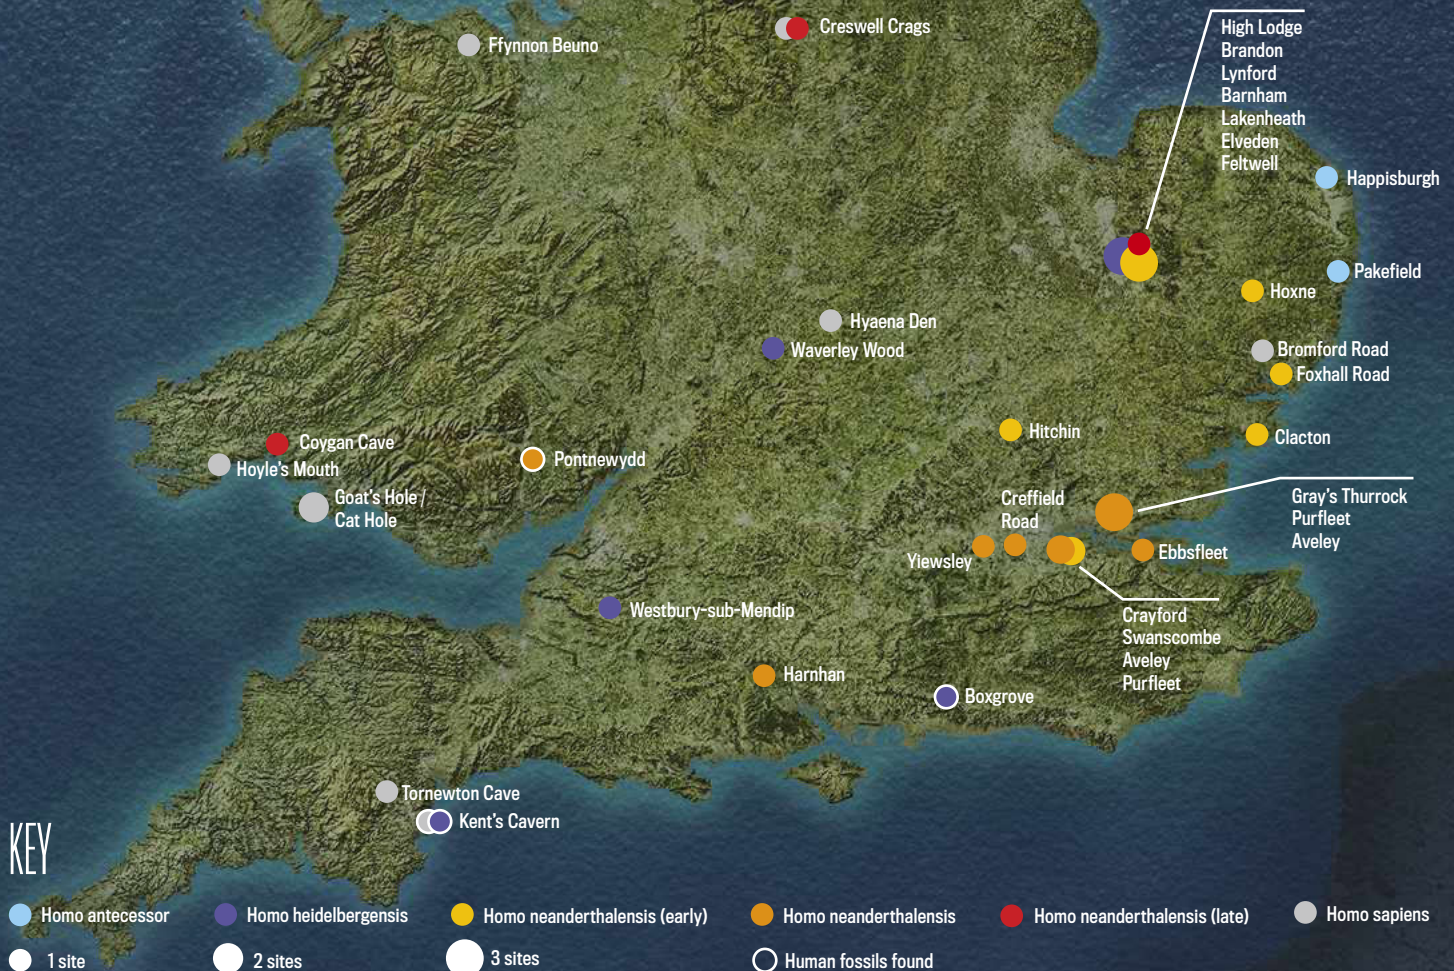 Ffynnon Beuno
Creswell Crags
High Lodge
Brandon
Lynford
Barnham
Lakenheath
Elveden
Feltwell
Happisburgh
Pakefield
Hoxne
Hyaena Den
Waverley Wood
Bromford Road
Foxhall Road
Hitchin
Clacton
Coygan Cave
Hoyle's Mouth
Pontnewydd
Goat's Hole /
Cat Hole
Creffield
Road
Gray's Thurrock
Purfleet
Aveley
Yiewsley
Ebbsfleet
Westbury-sub-Mendip
Crayford
Swanscombe
Aveley
Purfleet
Harnhan
Boxgrove
Tornewton Cave
Kent's Cavern
KEY
Homo antecessor
Homo heidelbergensis
Homo neanderthalensis (early)
Homo neanderthalensis
Homo neanderthalensis (late)
Homo sapiens
1 site
2 sites
3 sites
Human fossils found